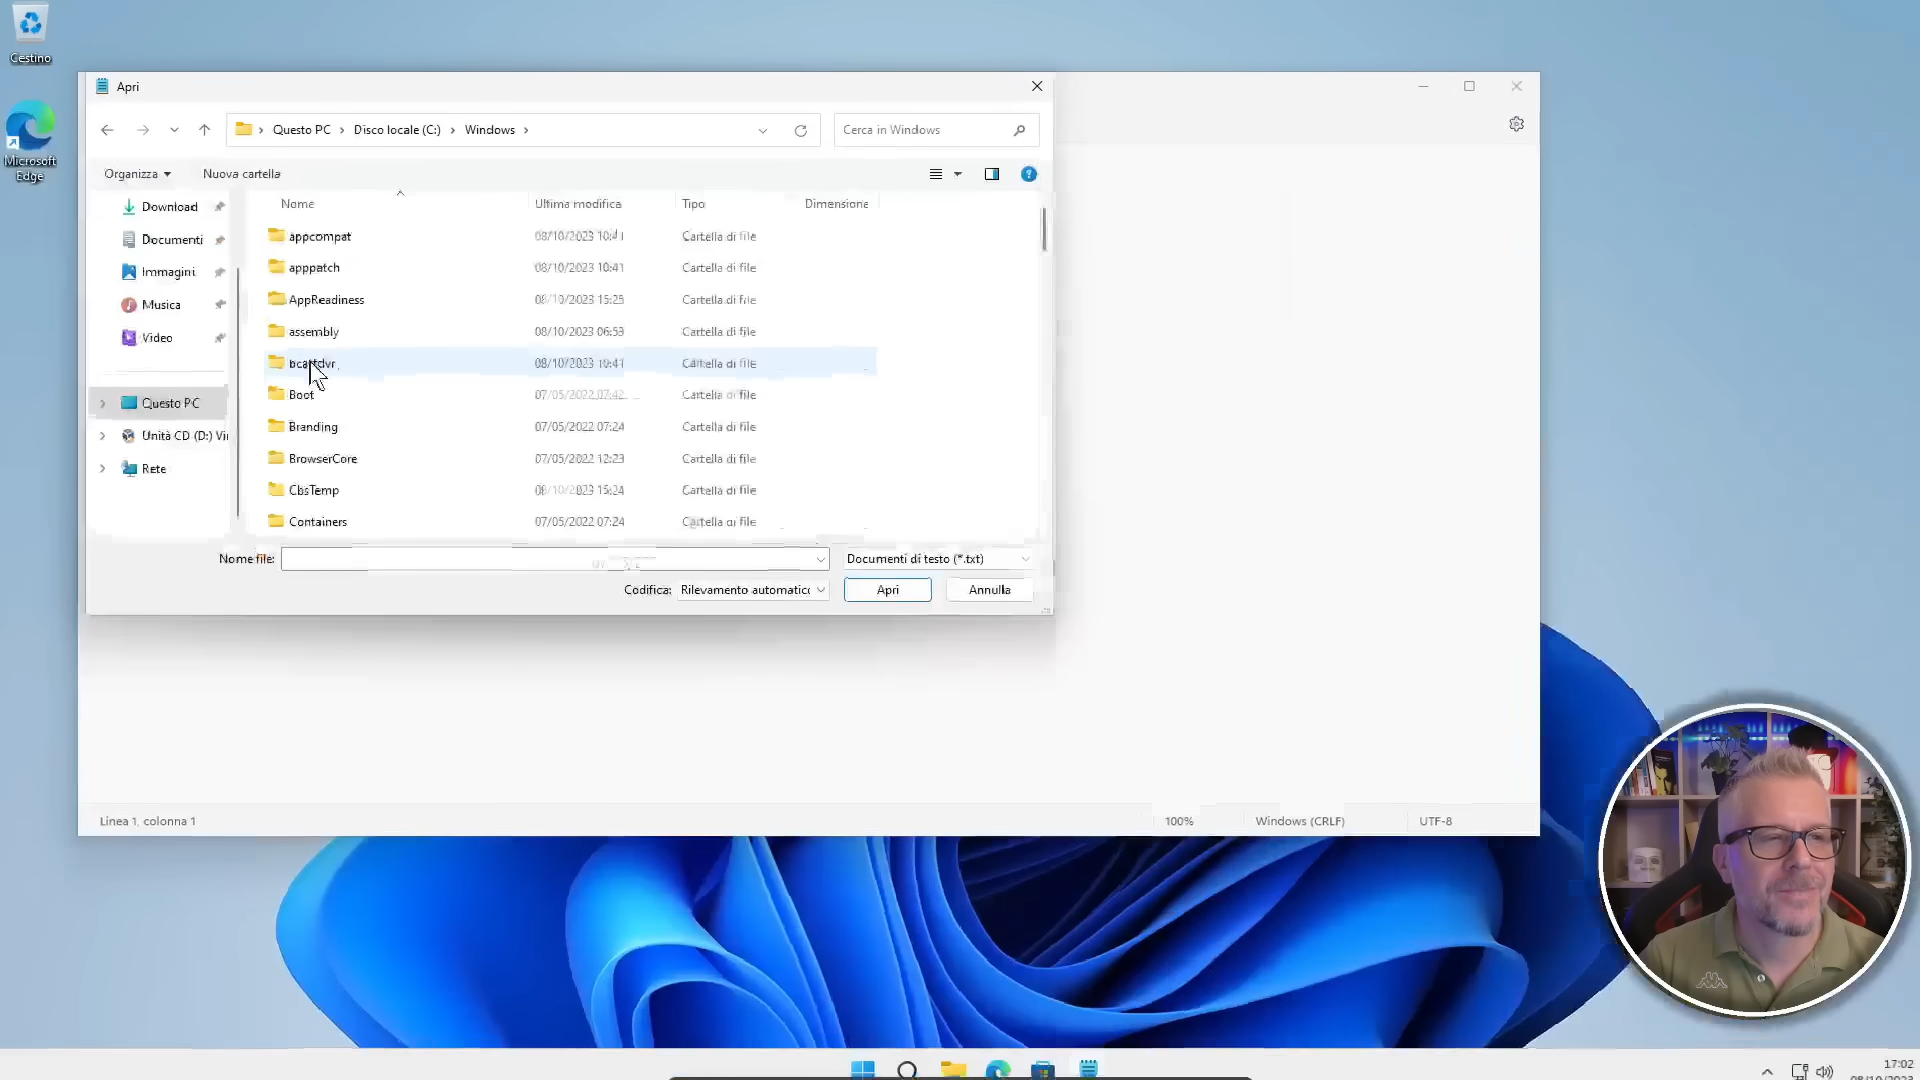 Cestino
Microsoft
Edge
Apri
Questo PC
Disco locale (C:)
Windows
Cerca in Windows
Organizza
Nuova cartella
Download
Documenti
Immagini
Musica
Video
Questo PC
Unità CD (D:) Vi
Rete
Nome Ultima modifica Tipo Dimensione
appcompat 08/10/2023 10:41 Cartella di file
apppatch 08/10/2023 10:41 Cartella di file
AppReadiness 08/10/2023 15:25 Cartella di file
assembly 08/10/2023 06:53 Cartella di file
08/10/2023 10:41 Cartella di file
Boot 07/05/2022 07:42 Cartella di file
Branding 07/05/2022 07:24 Cartella di file
BrowserCore 07/05/2022 12:23 Cartella di file
CbsTemp 15:24 Cartella di file
Containers 07/05/2022 07:24 Cartella di file
Nome file:
Documenti di testo (*.txt)
Codifica: Rilevamento automatico
Apri
Annulla
Linea 1, colonna 1
100%
Windows (CRLF)
UTF-8
17:02